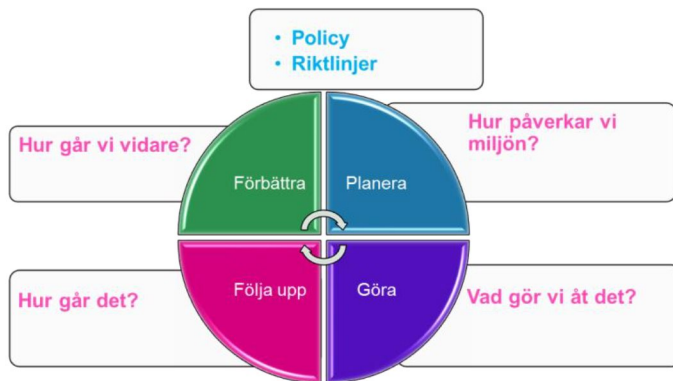 • Policy
• Riktlinjer
Hur går vi vidare?
Hur påverkar vi
miljön?
Förbättra
Planera
Följa upp
Göra
Hur går det?
Vad gör vi åt det?